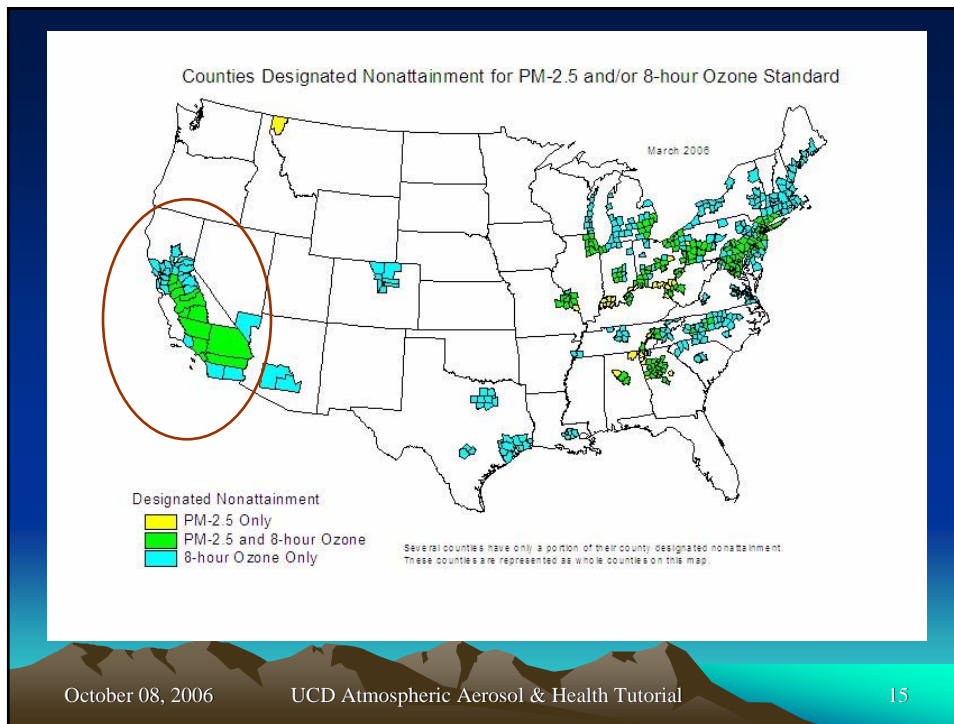 Counties Designated Nonattainment for PM-2.5 and/or 8-hour Ozone Standard
March 2006
Designated Nonattainment
PM-2.5 Only
PM-2.5 and 8-hour Ozone
8-hour Ozone Only
Several counties have only a portion of their county designated nonattainment.
These counties are represented as whole counties on this map.
October 08, 2006
UCD Atmospheric Aerosol & Health Tutorial
15